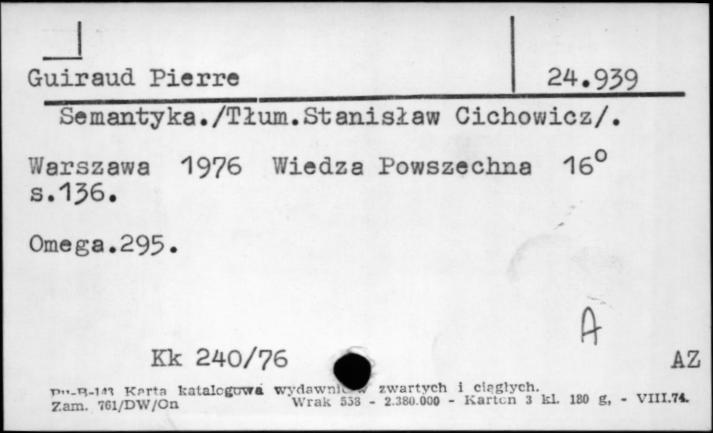 Guiraud Pierre 24.939
Semantyka./Tłum.Stanisław Cichowicz/.
Warszawa 1976 Wiedza Powszechna 16°
s.136.
Omega.295.
A
Kk 240/76 AZ
Pu-B-143 Karta katalogowa zwartych i ciągłych.
Zam. 761/DW/On Wrak 558 - 2.380.000 - Karton 3 kl. 180 g, - VIII.74.